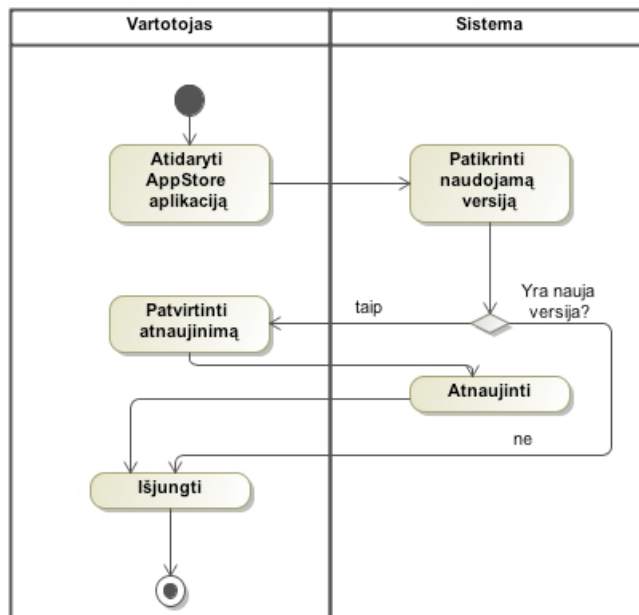 Vartotojas
Sistema
Atidaryti
AppStore
aplikaciją
Patikrinti
naudojamą
versiją
Yra nauja
versija?
taip
Patvirtinti
atnaujinimą
Atnaujinti
ne
Išjungti